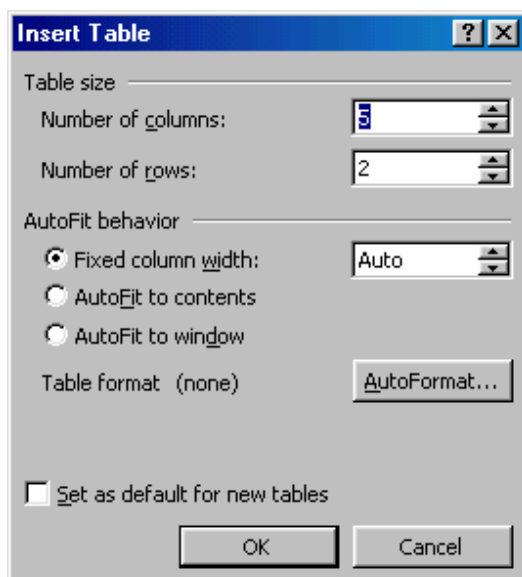 Insert Table ? X
Table size
Number of columns: 5
Number of rows: 2
AutoFit behavior
Fixed column width: Auto
AutoFit to contents
AutoFit to window
Table format (none) AutoFormat...
Set as default for new tables
OK Cancel